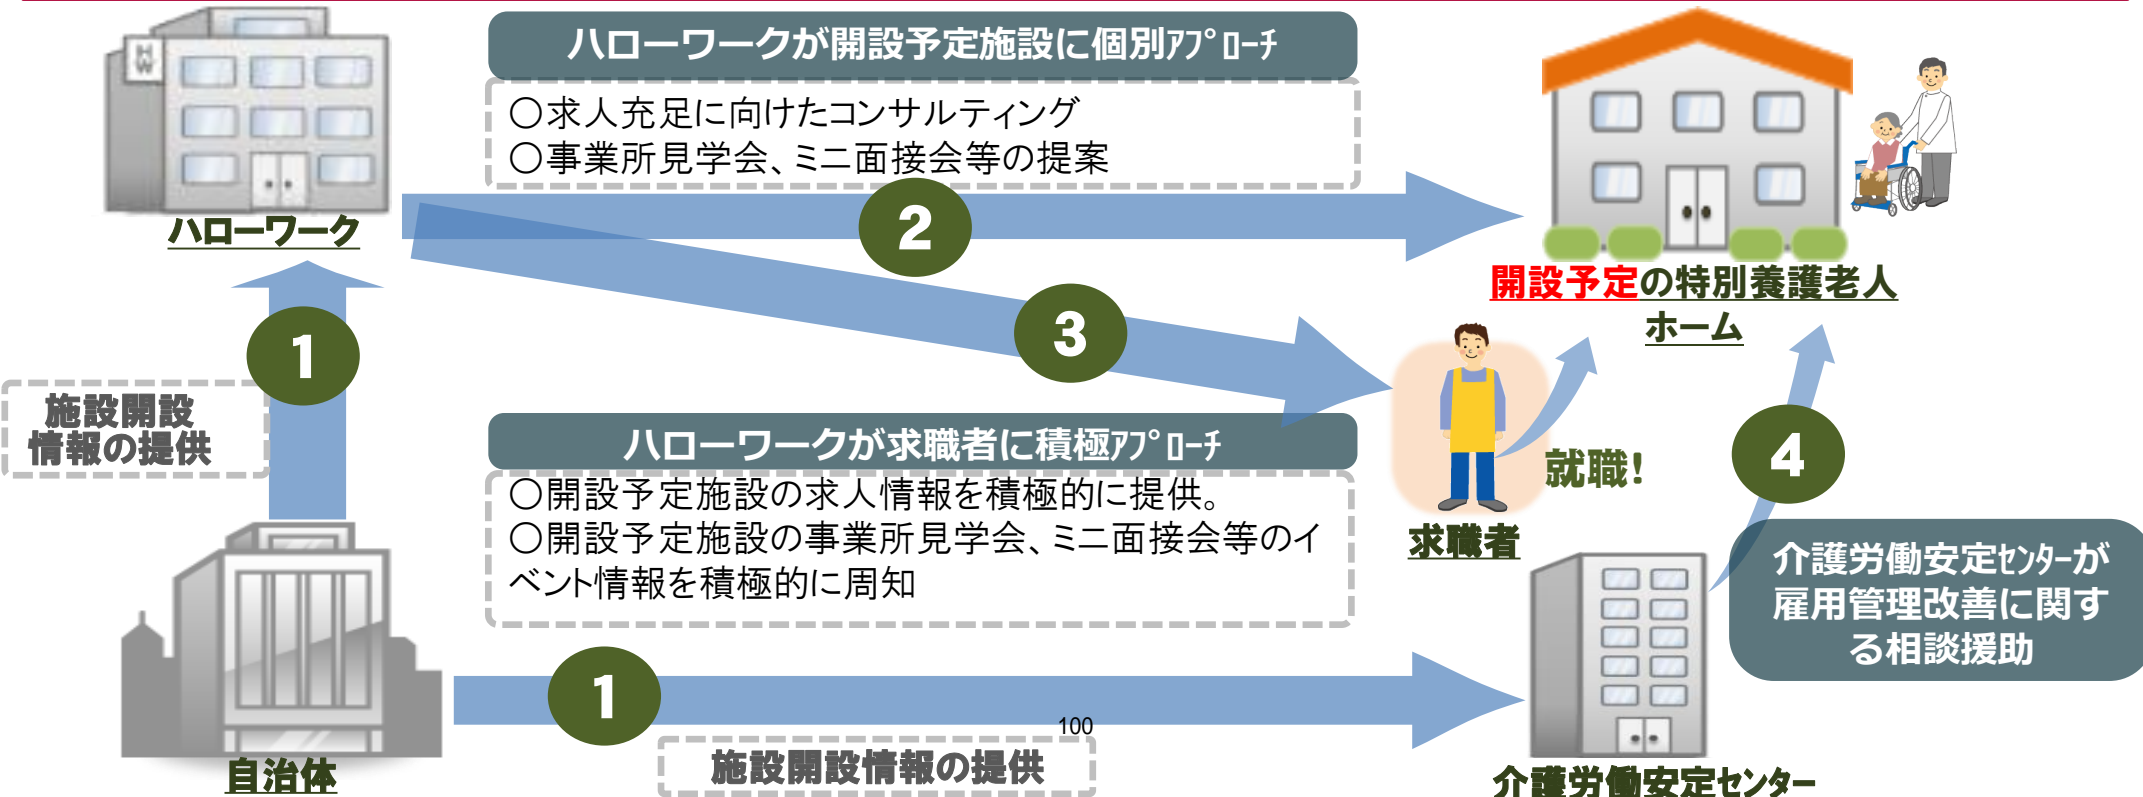 HW
ハローワークが開設予定施設に個別ｱﾌﾟﾛｰﾁ
〇求人充足に向けたコンサルティング
〇事業所見学会、ミニ面接会等の提案
ハローワーク
2
開設予定の特別養護老人
ホーム
1
3
施設開設
情報の提供
ハローワークが求職者に積極ｱﾌﾟﾛｰﾁ
〇開設予定施設の求人情報を積極的に提供。
〇開設予定施設の事業所見学会、ミニ面接会等のイ
ベント情報を積極的に周知
就職!
求職者
4
介護労働安定ｾﾝﾀｰが
雇用管理改善に関す
る相談援助
1
100
施設開設情報の提供
自治体
介護労働安定ｾﾝﾀｰ